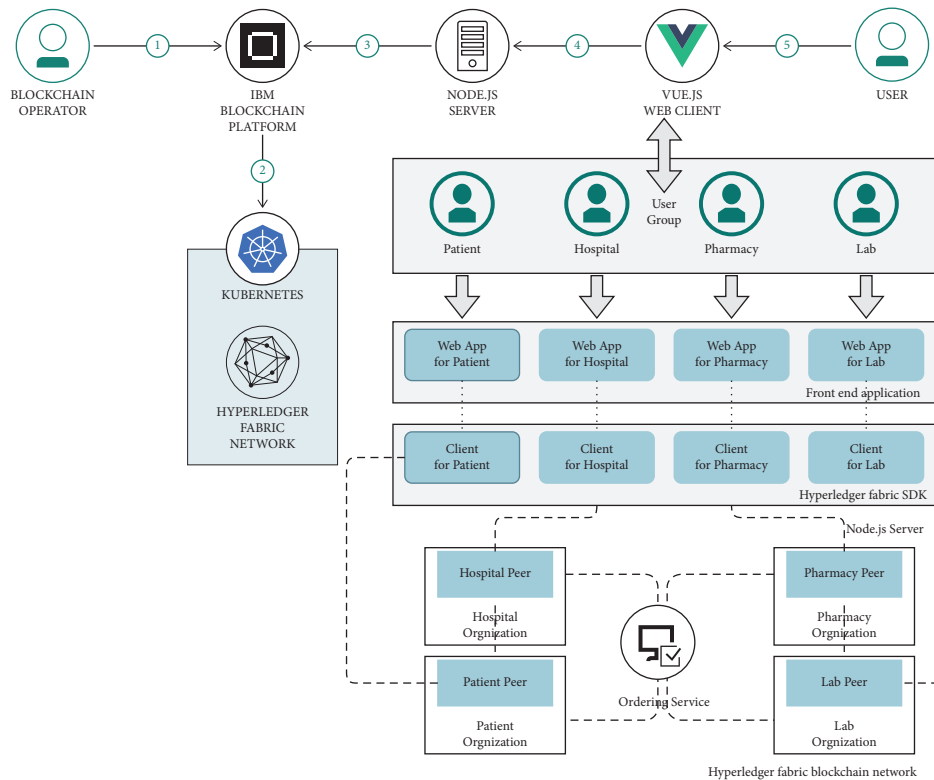 1
3
4
5
BLOCKCHAIN
OPERATOR
IBM
BLOCKCHAIN
PLATFORM
NODE.JS
SERVER
VUE.JS
WEB CLIENT
USER
2
User
Group
Patient
Hospital
Pharmacy
Lab
KUBERNETES
HYPERLEDGER
FABRIC
NETWORK
Web App
for Patient
Web App
for Hospital
Web App
for Pharmacy
Web App
for Lab
Front end application
Client
for Patient
Client
for Hospital
Client
for Pharmacy
Client
for Lab
Hyperledger fabric SDK
Node.js Server
Hospital Peer
Hospital
Orgnization
Pharmacy Peer
Pharmacy
Orgnization
Patient Peer
Patient
Orgnization
Ordering Service
Lab Peer
Lab
Orgnization
Hyperledger fabric blockchain network